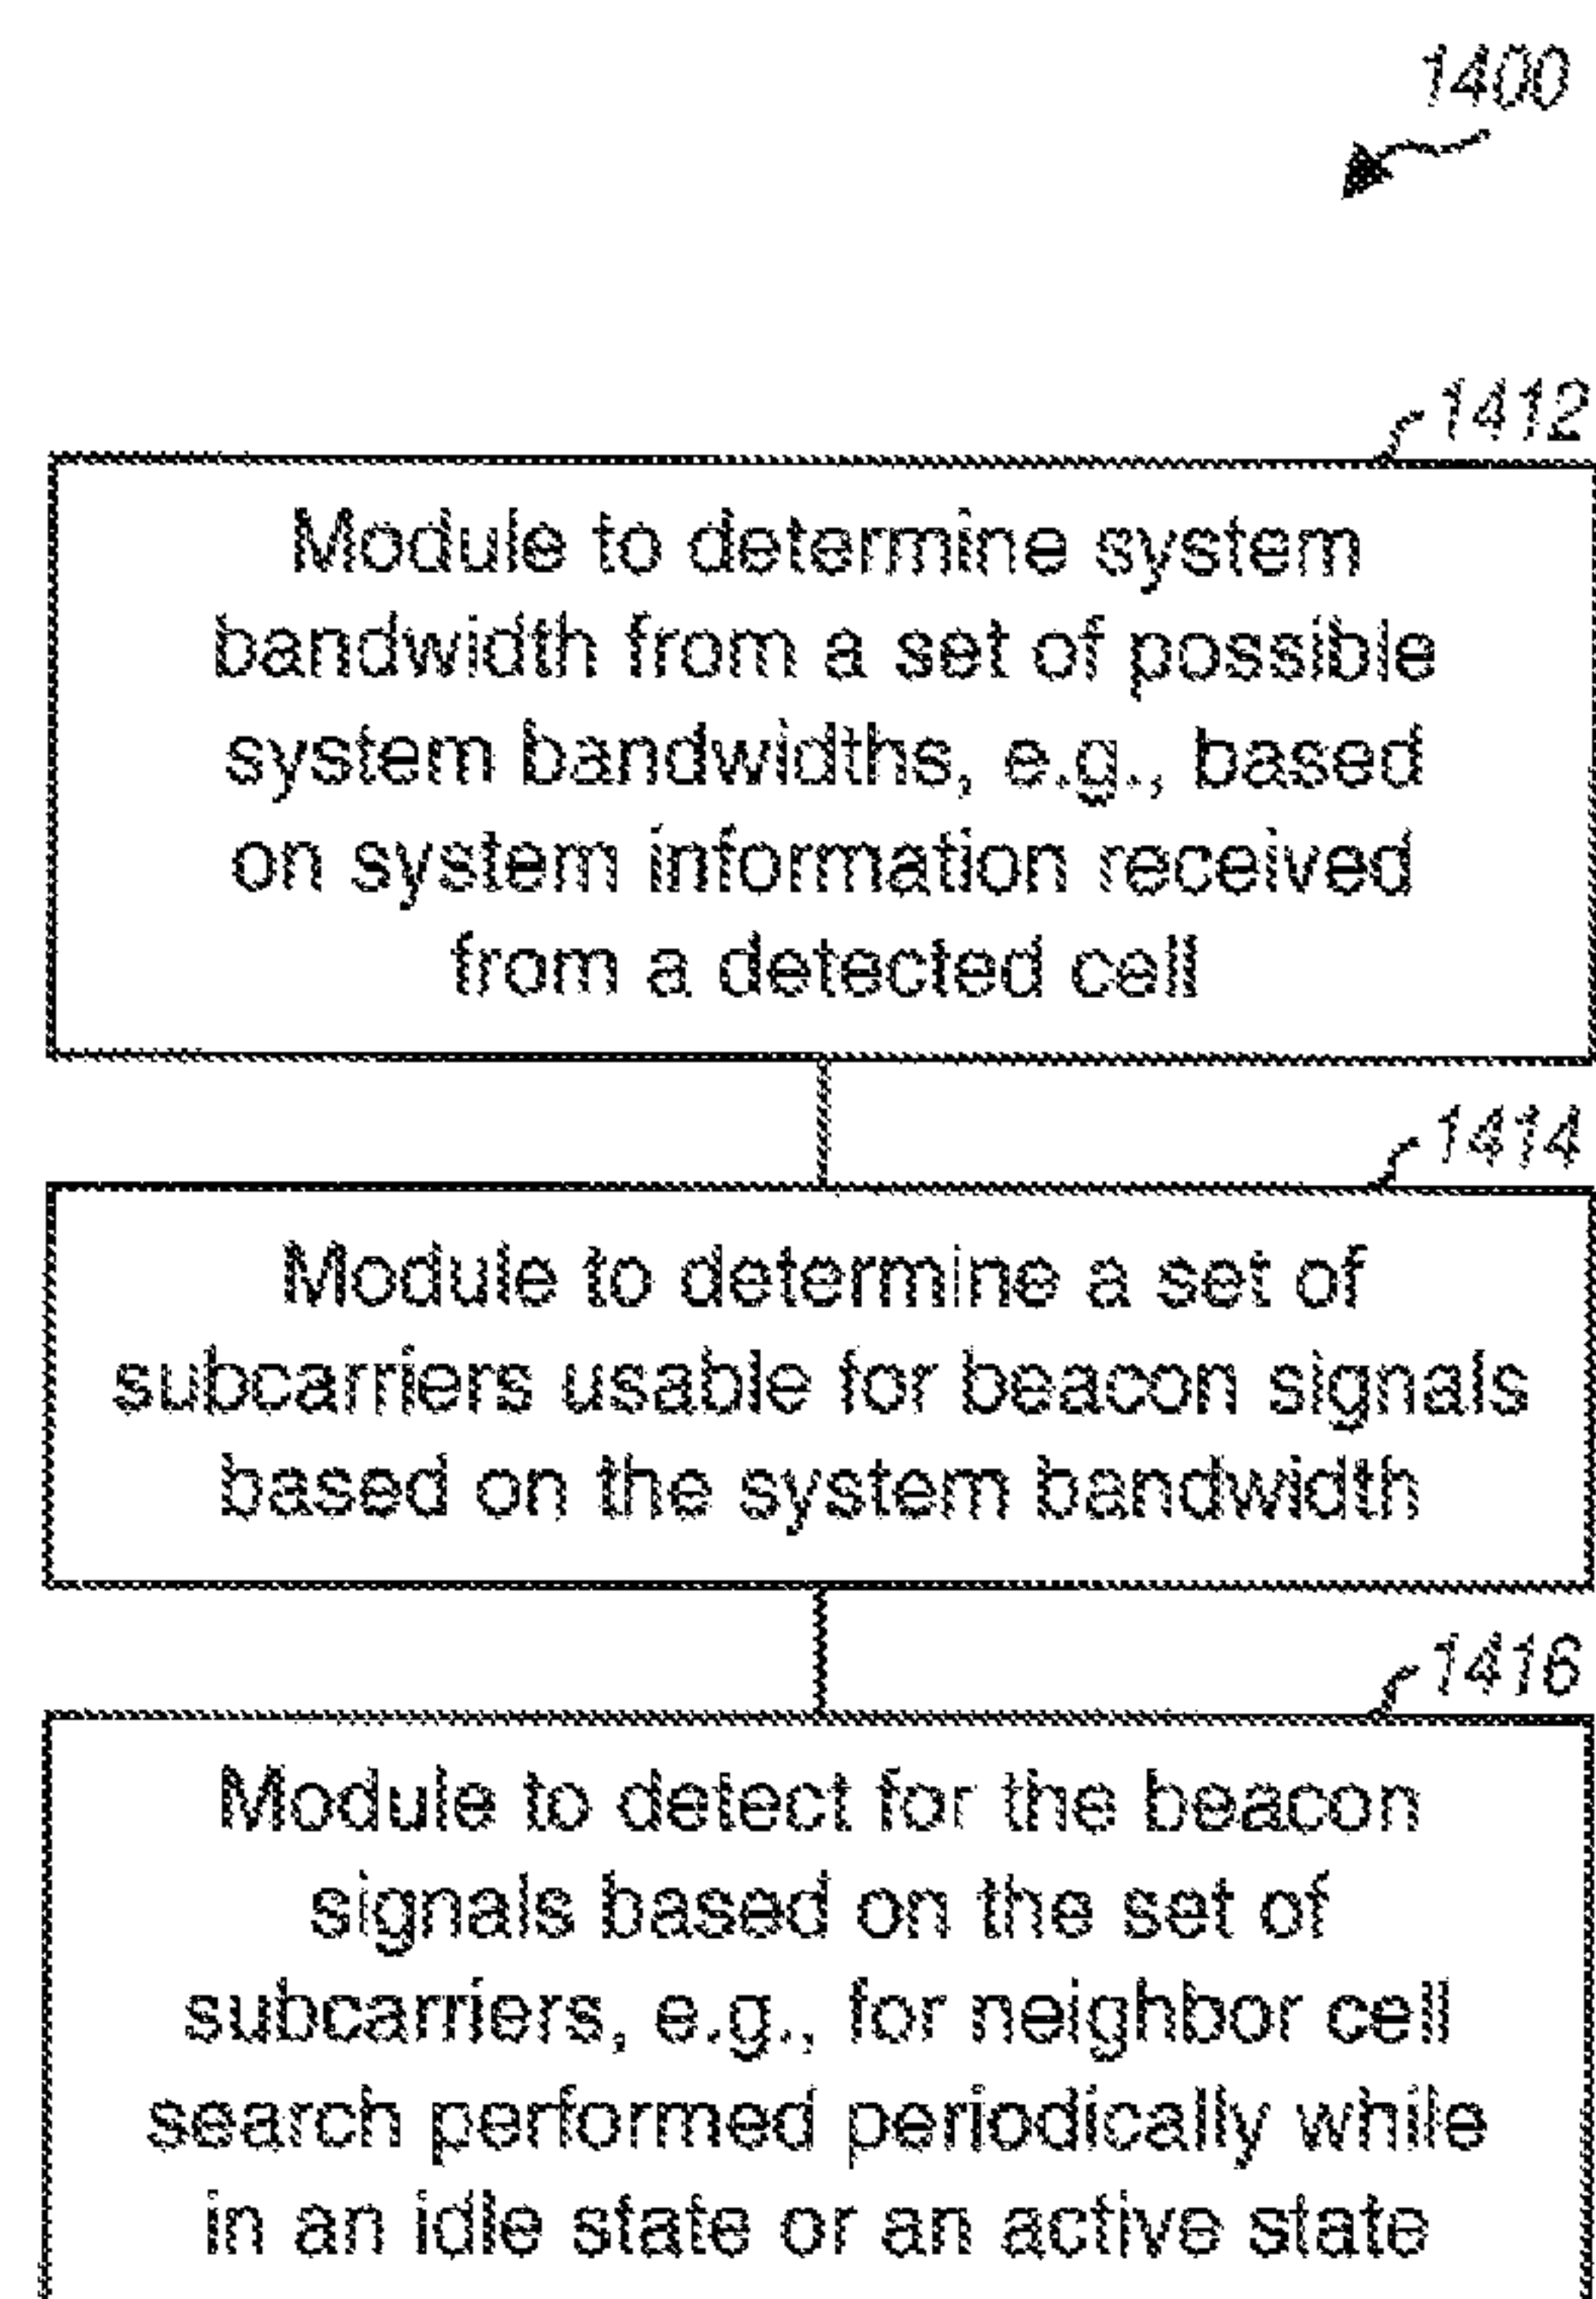 1400
1412
Module to determine system
bandwidth from a set of possible
system bandwidths, e.g., based
on system information received
from a detected cell
1414
Module to determine a set of
subcarriers usable for beacon signals
based on the system bandwidth
1416
Module to detect for the beacon
signals based on the set of
subcarriers, e.g., for neighbor cell
search performed periodically while
in an idle state or an active state